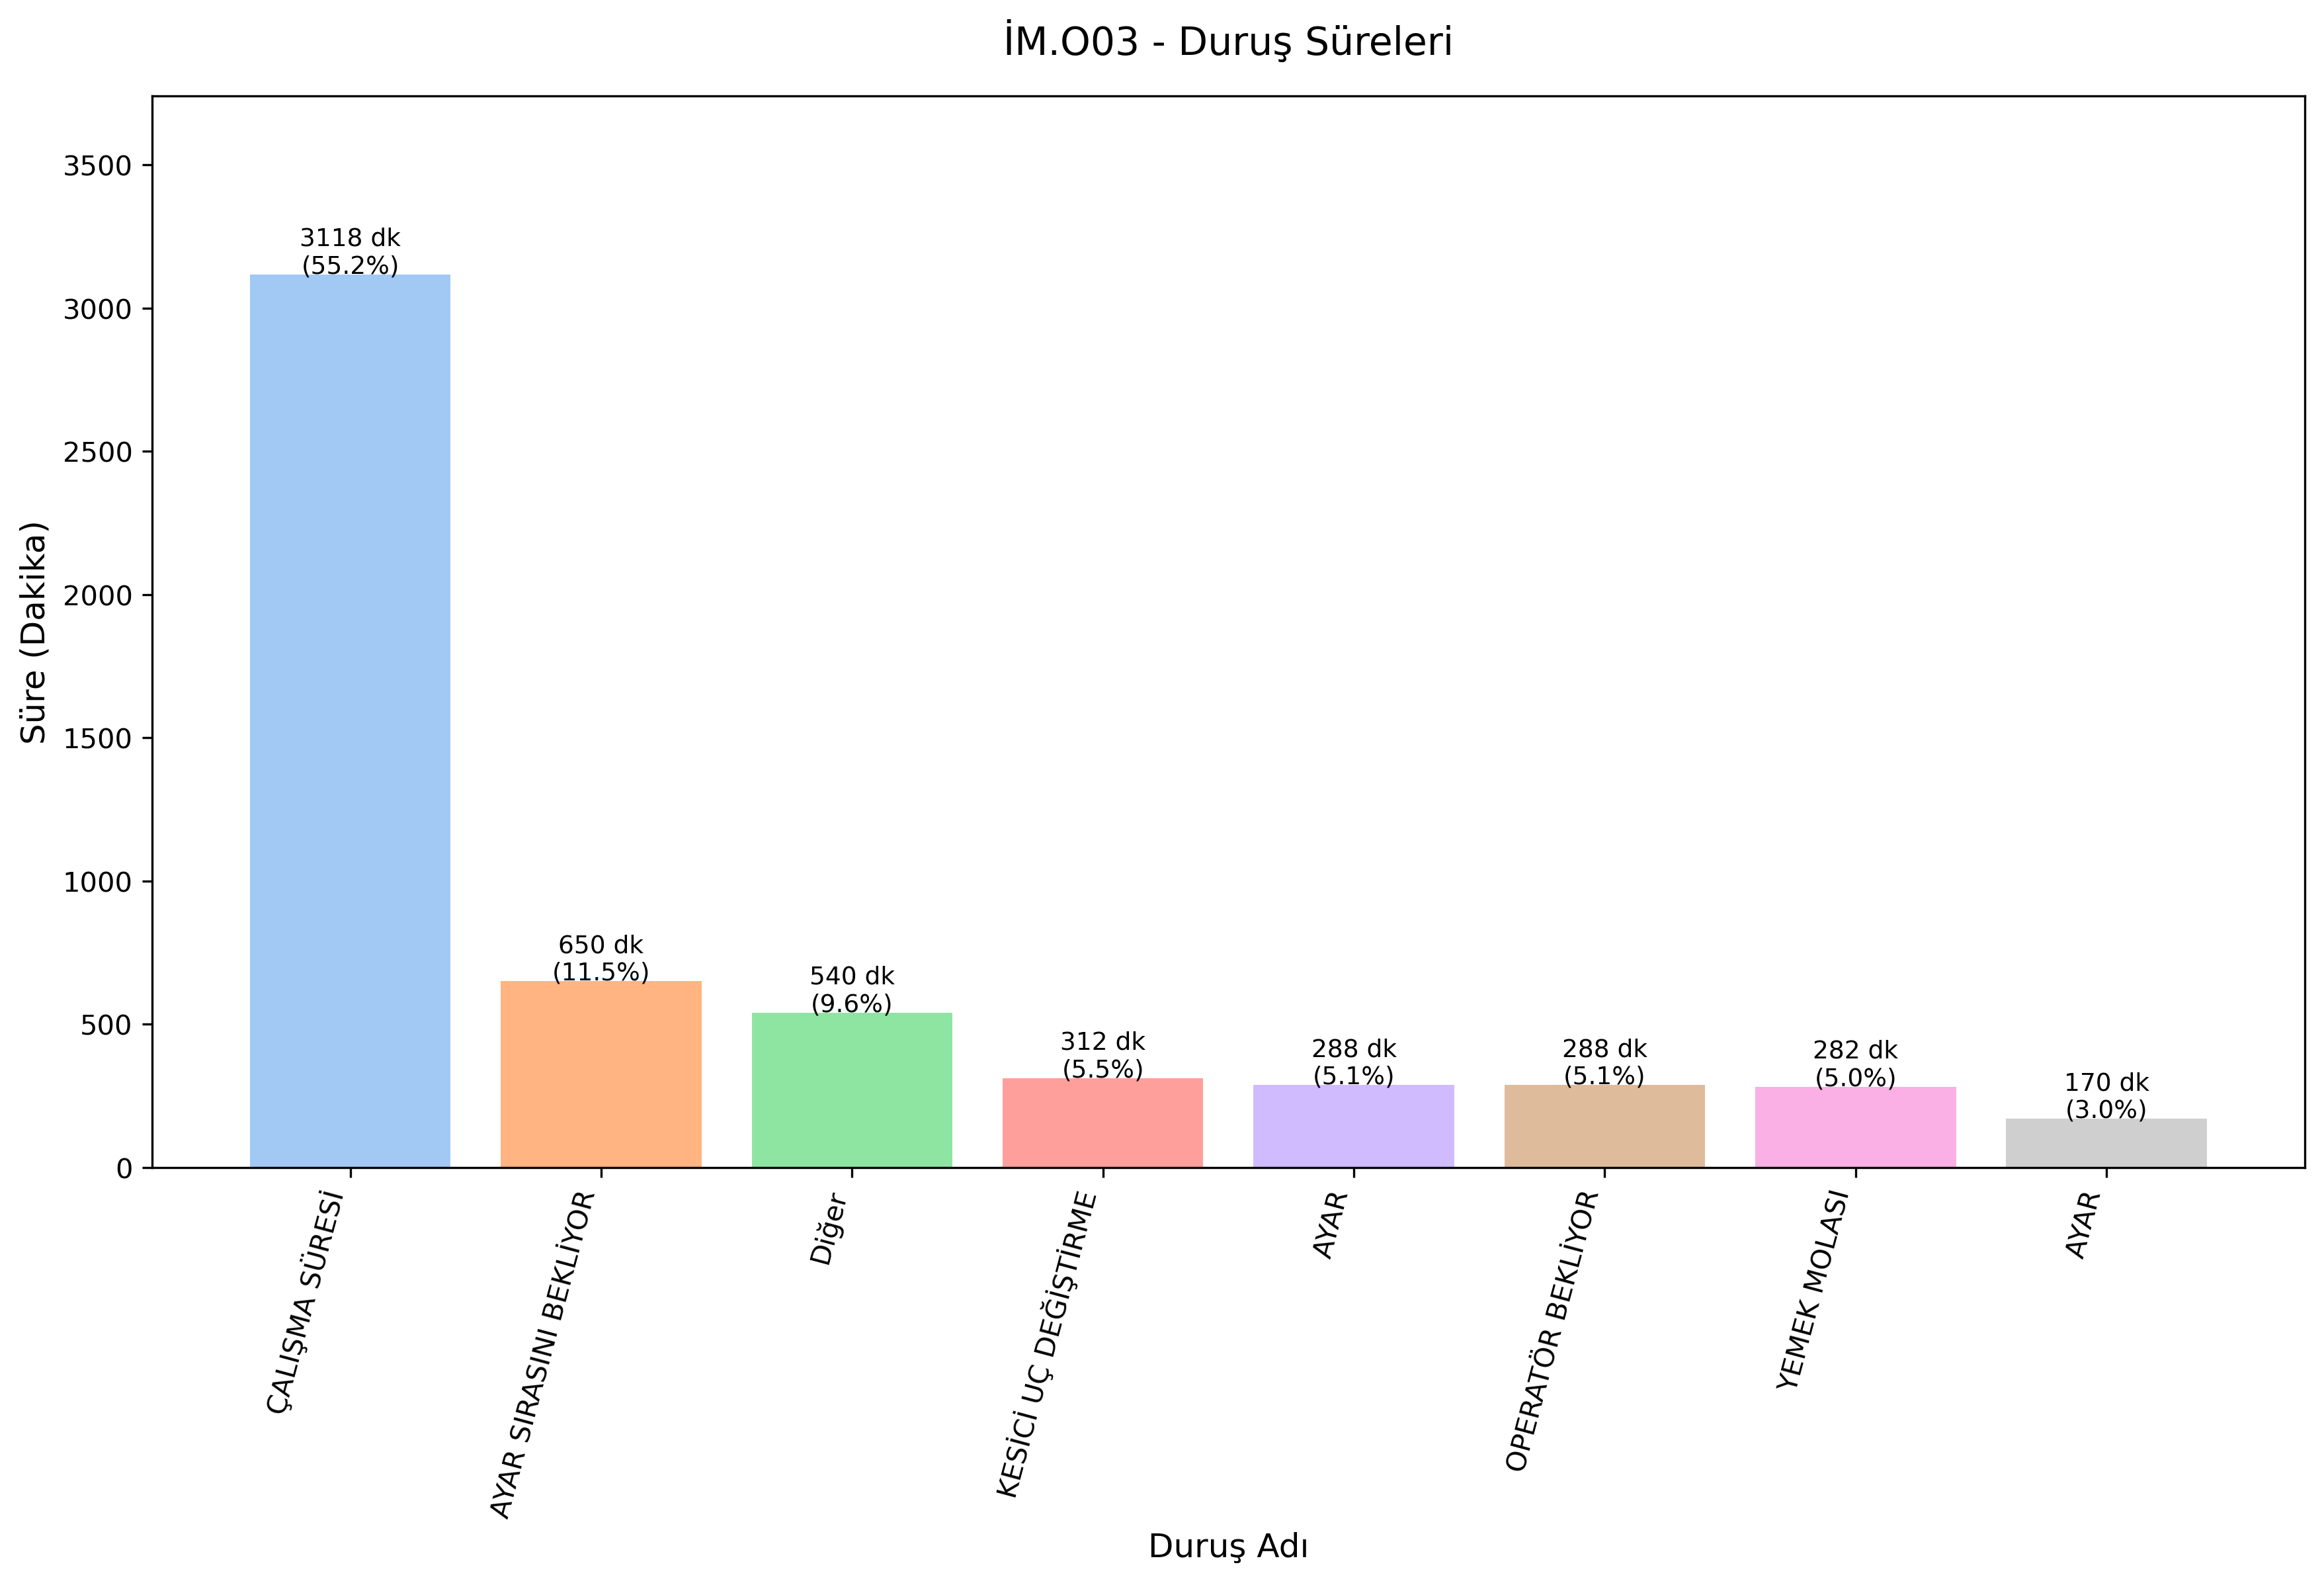 İM.O03 - Duruş Süreleri
Süre (Dakika)
3500
3000
2500
2000
1500
1000
500
0
3118 dk
(55.2%)
650 dk
(11.5%)
540 dk
(9.6%)
312 dk
(5.5%)
288 dk
(5.1%)
288 dk
(5.1%)
282 dk
(5.0%)
170 dk
(3.0%)
ÇALIŞMA SÜRESİ
AYAR SIRASINI BEKLİYOR
Diğer
KESİCİ UÇ DEĞİŞTİRME
AYAR
OPERATÖR BEKLİYOR
YEMEK MOLASI
AYAR
Duruş Adı